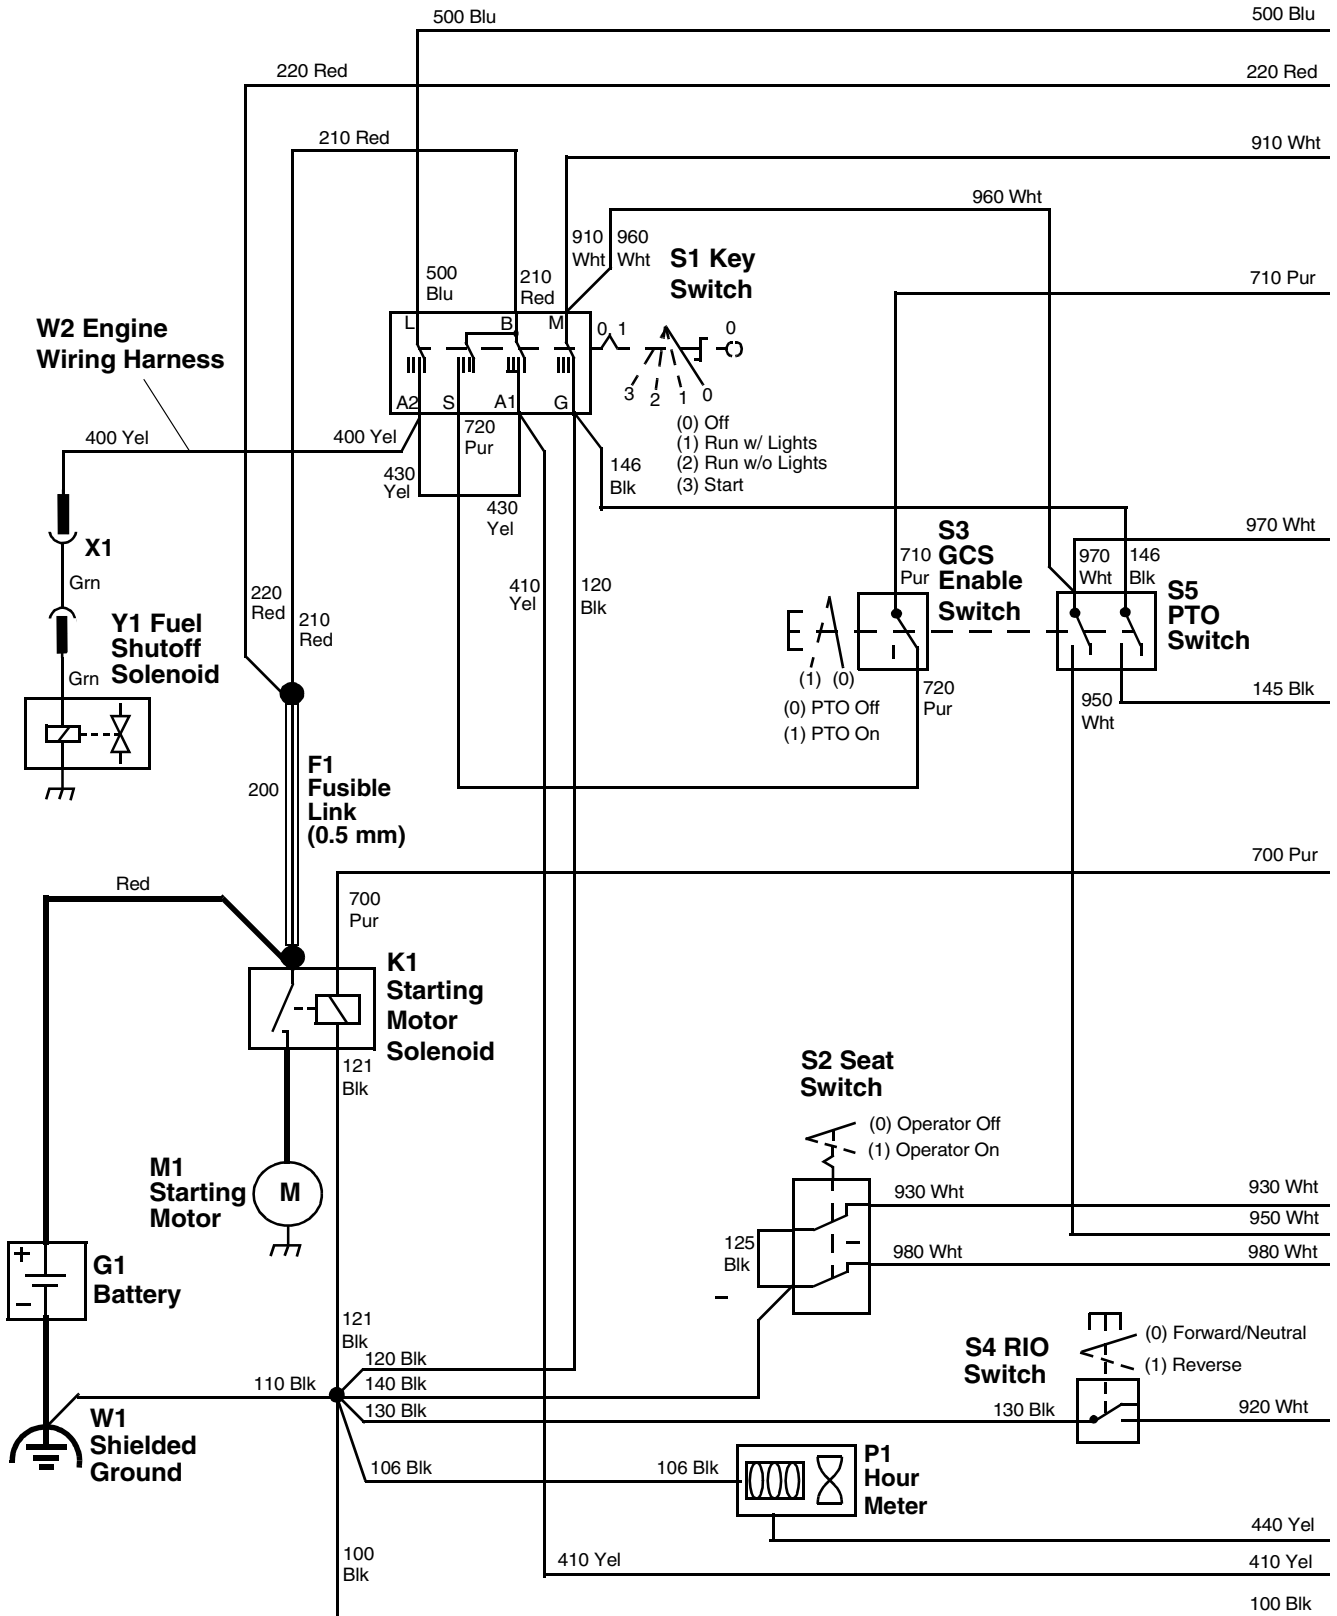 500 Blu
500 Blu
220 Red
220 Red
210 Red
910 Wht
960 Wht
910 Wht
960 Wht
S1 Key
Switch
500
Blu
210
Red
710 Pur
W2 Engine
Wiring Harness
L
B
M
0
1
0
3
2
1
0
A2
S
A1
G
(0) Off
(1) Run w/ Lights
(2) Run w/o Lights
(3) Start
400 Yel
400 Yel
720
Pur
430
Yel
430
Yel
146
Blk
970 Wht
X1
Grn
S3
GCS
Enable
Switch
710
Pur
970
Wht
146
Blk
S5
PTO
Switch
220
Red
210
Red
410
Yel
120
Blk
Y1 Fuel
Shutoff
Solenoid
Grn
(1) (0)
(0) PTO Off
(1) PTO On
720
Pur
950
Wht
145 Blk
F1
Fusible
Link
(0.5 mm)
200
700 Pur
Red
700
Pur
K1
Starting
Motor
Solenoid
121
Blk
S2 Seat
Switch
(0) Operator Off
(1) Operator On
M1
Starting
Motor
M
930 Wht
930 Wht
950 Wht
125
Blk
980 Wht
980 Wht
+
−
G1
Battery
121
Blk
S4 RIO
Switch
(0) Forward/Neutral
(1) Reverse
120 Blk
110 Blk
140 Blk
130 Blk
130 Blk
920 Wht
W1
Shielded
Ground
106 Blk
106 Blk
P1
Hour
Meter
440 Yel
100
Blk
410 Yel
410 Yel
100 Blk